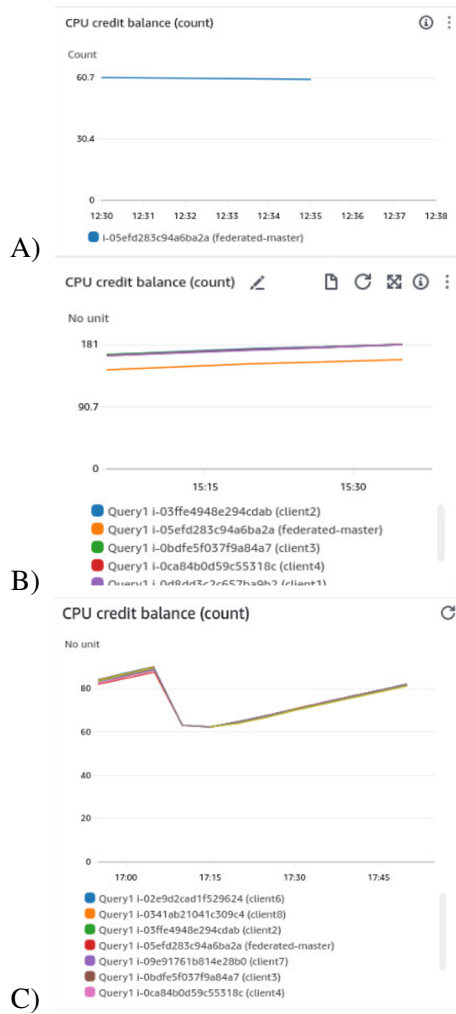 CPU credit balance (count)
Count
60.7
30.4
0
12:30 12:31 12:32 12:33 12:34 12:35 12:36 12:37 12:38
i-05efd283c94a6ba2a (federated-master)
A)
CPU credit balance (count)
No unit
181
90.7
0
15:15 15:30
Query1 i-03ffe4948e294cdab (client2)
Query1 i-05efd283c94a6ba2a (federated-master)
Query1 i-0bdfe5f037f9a84a7 (client3)
Query1 i-0ca84b0d59c55318c (client4)
Query1 i-0d8dd3c2c657ba9b2 (client1)
B)
CPU credit balance (count)
No unit
80
60
40
20
0
17:00 17:15 17:30 17:45
Query1 i-02e9d2cad1f529624 (client6)
Query1 i-0341ab21041c309c4 (client8)
Query1 i-03ffe4948e294cdab (client2)
Query1 i-05efd283c94a6ba2a (federated-master)
Query1 i-09e91761b814e28b0 (client7)
Query1 i-0bdfe5f037f9a84a7 (client3)
Query1 i-0ca84b0d59c55318c (client4)
C)